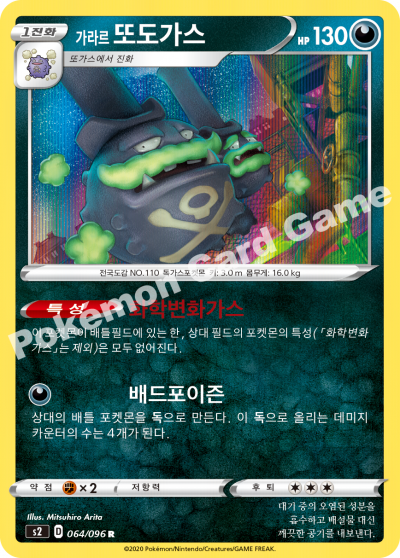 1진화
가라르 또도가스
HP 130
또가스에서 진화
전국도감 NO.110 독가스포켓몬 키: 3.0 m 몸무게: 16.0 kg
Pokémon Card Game
특성 화학변화가스
이 포켓몬이 배틀필드에 있는 한, 상대 필드의 포켓몬의 특성(「화학변화
가스」는 제외)은 모두 없어진다.
배드포이즌
상대의 배틀 포켓몬을 독으로 만든다. 이 독으로 올리는 데미지
카운터의 수는 4개가 된다.
약점 ×2 저항력 후퇴
Illus. Mitsuhiro Arita
s2 D 064/096 R
대기 중의 오염된 성분을
흡수하고 배설물 대신
깨끗한 공기를 내보낸다.
©2020 Pokémon/Nintendo/Creatures/GAME FREAK.